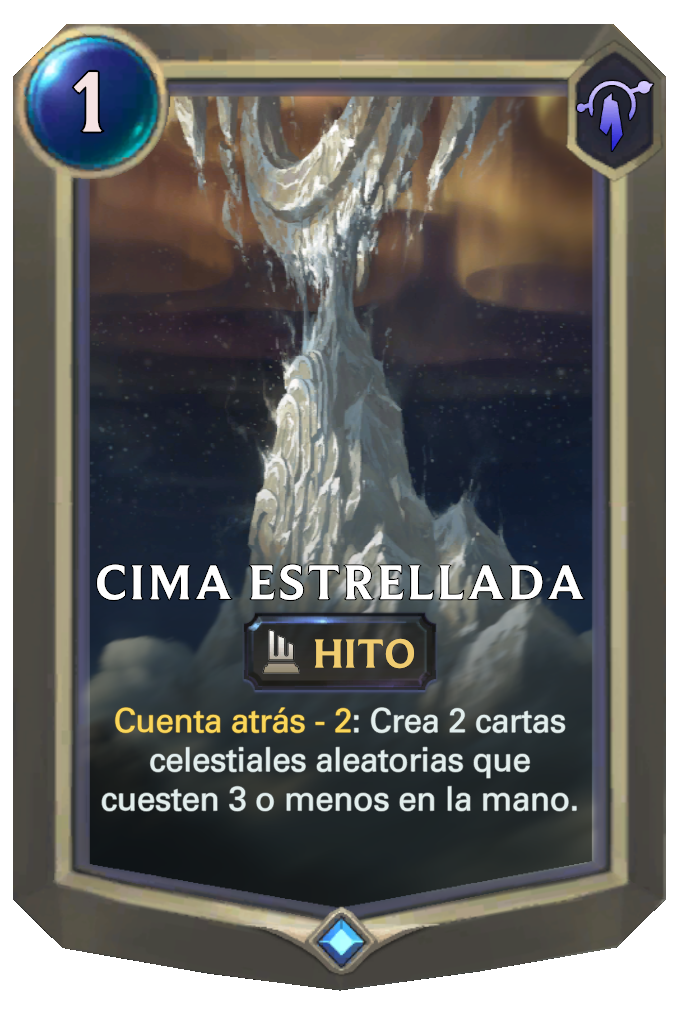 1
CIMA ESTRELLADA
HITO
Cuenta atrás - 2: Crea 2 cartas
celestiales aleatorias que
cuesten 3 o menos en la mano.